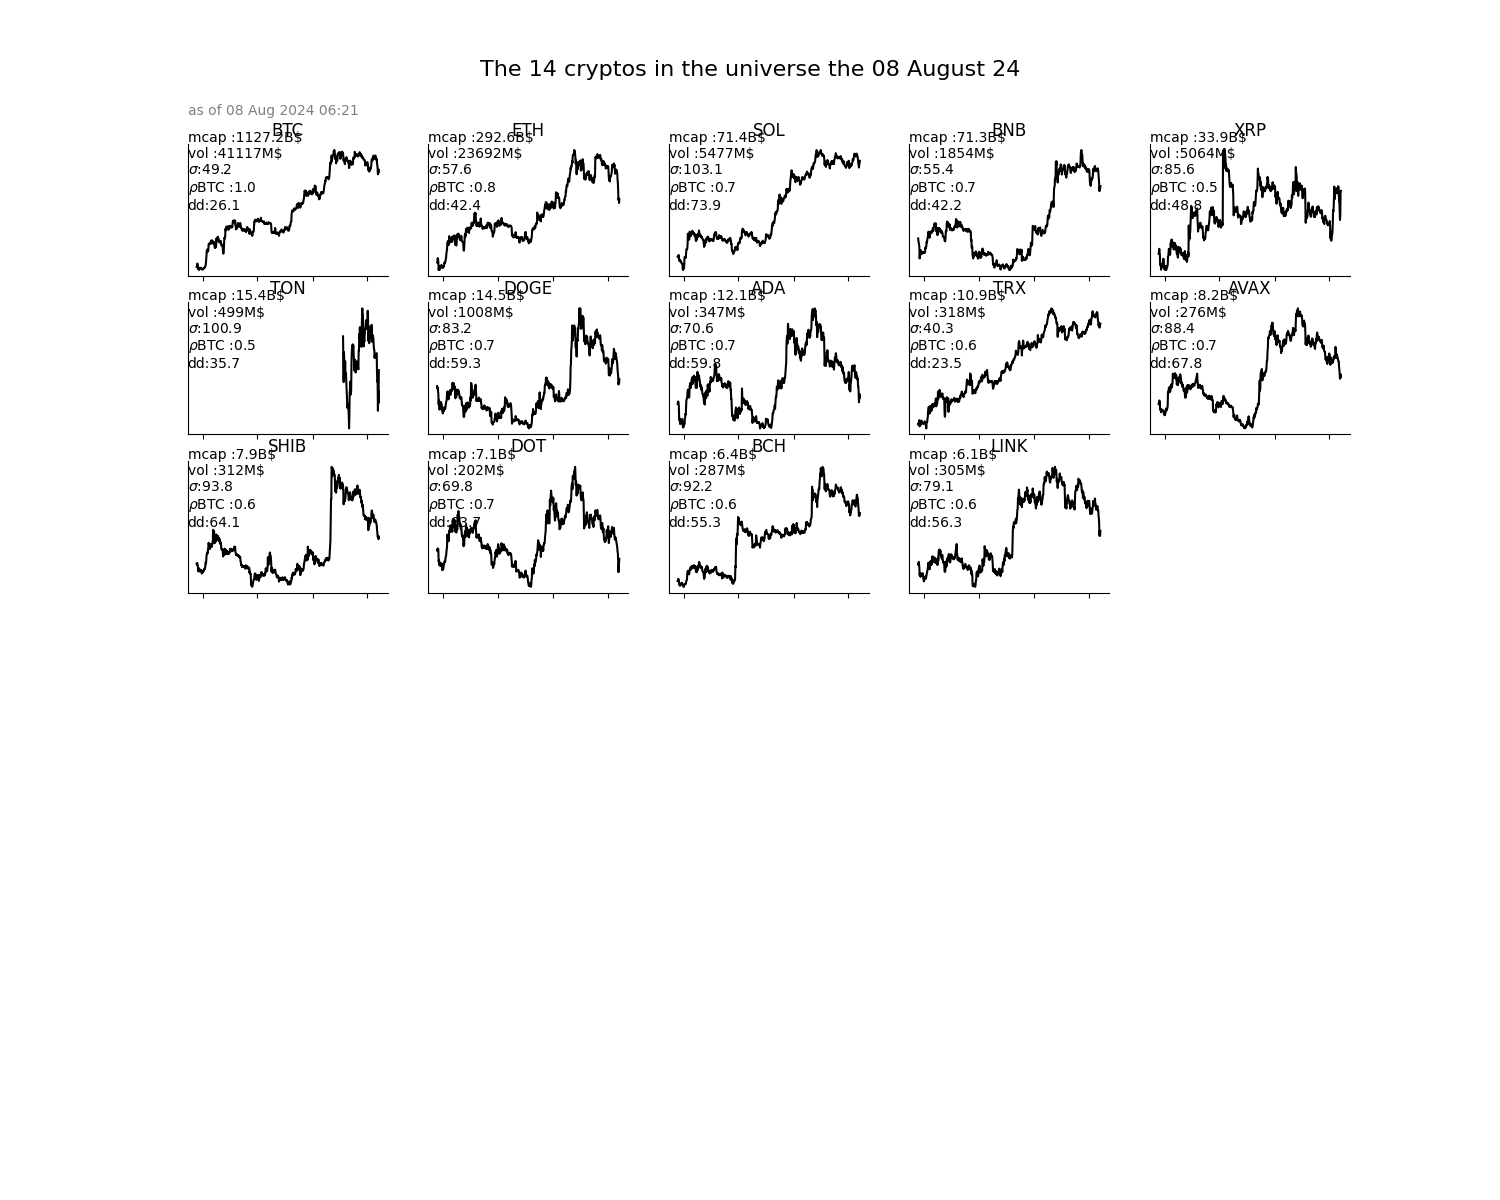 The 14 cryptos in the universe the 08 August 24
as of 08 Aug 2024 06:21
BTC
mcap :1127.2B$
vol :41117M$
σ:49.2
ρBTC :1.0
dd:26.1
ETH
mcap :292.6B$
vol :23692M$
σ:57.6
ρBTC :0.8
dd:42.4
SOL
mcap :71.4B$
vol :5477M$
σ:103.1
ρBTC :0.7
dd:73.9
BNB
mcap :71.3B$
vol :1854M$
σ:55.4
ρBTC :0.7
dd:42.2
XRP
mcap :33.9B$
vol :5064M$
σ:85.6
ρBTC :0.5
dd:48.8
TON
mcap :15.4B$
vol :499M$
σ:100.9
ρBTC :0.5
dd:35.7
DOGE
mcap :14.5B$
vol :1008M$
σ:83.2
ρBTC :0.7
dd:59.3
ADA
mcap :12.1B$
vol :347M$
σ:70.6
ρBTC :0.7
dd:59.8
TRX
mcap :10.9B$
vol :318M$
σ:40.3
ρBTC :0.6
dd:23.5
AVAX
mcap :8.2B$
vol :276M$
σ:88.4
ρBTC :0.7
dd:67.8
SHIB
mcap :7.9B$
vol :312M$
σ:93.8
ρBTC :0.6
dd:64.1
DOT
mcap :7.1B$
vol :202M$
σ:69.8
ρBTC :0.7
BCH
mcap :6.4B$
vol :287M$
σ:92.2
ρBTC :0.6
dd:55.3
LINK
mcap :6.1B$
vol :305M$
σ:79.1
ρBTC :0.6
dd:56.3